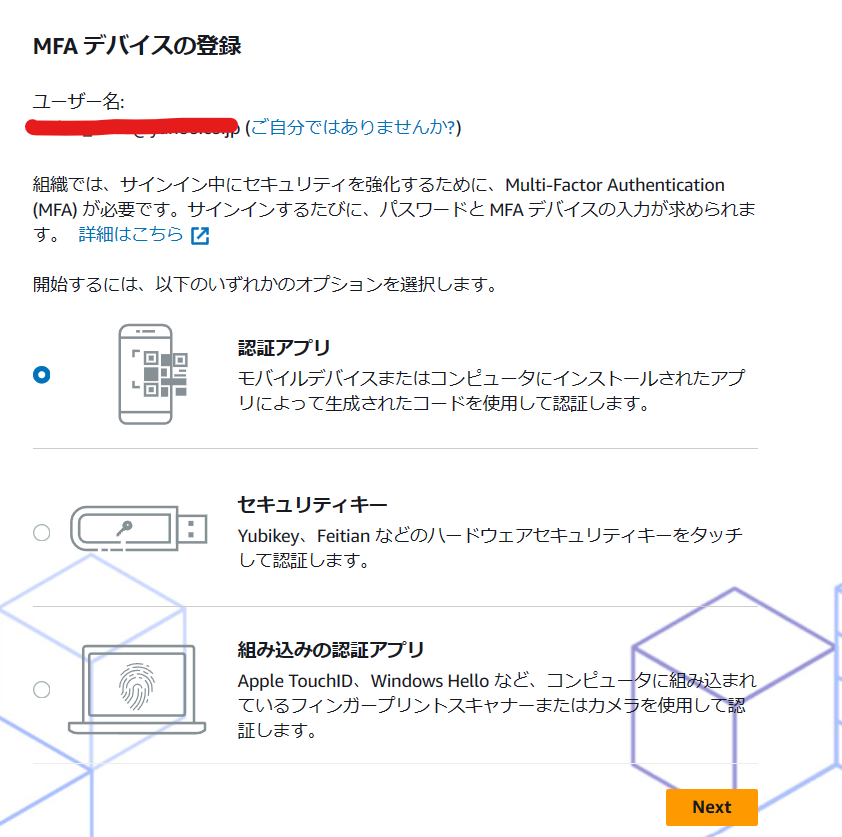 MFA デバイスの登録
ユーザー名:
(ご自分ではありませんか?)
組織では、サインイン中にセキュリティを強化するために、Multi-Factor Authentication
(MFA) が必要です。サインインするたびに、パスワードと MFA デバイスの入力が求められま
す。 詳細はこちら
開始するには、以下のいずれかのオプションを選択します。
認証アプリ
モバイルデバイスまたはコンピュータにインストールされたアプ
リによって生成されたコードを使用して認証します。
セキュリティキー
Yubikey、Feitian などのハードウェアセキュリティキーをタッチ
して認証します。
組み込みの認証アプリ
Apple TouchID、Windows Hello など、コンピュータに組み込まれ
ているフィンガープリントスキャナーまたはカメラを使用して認
証します。
Next